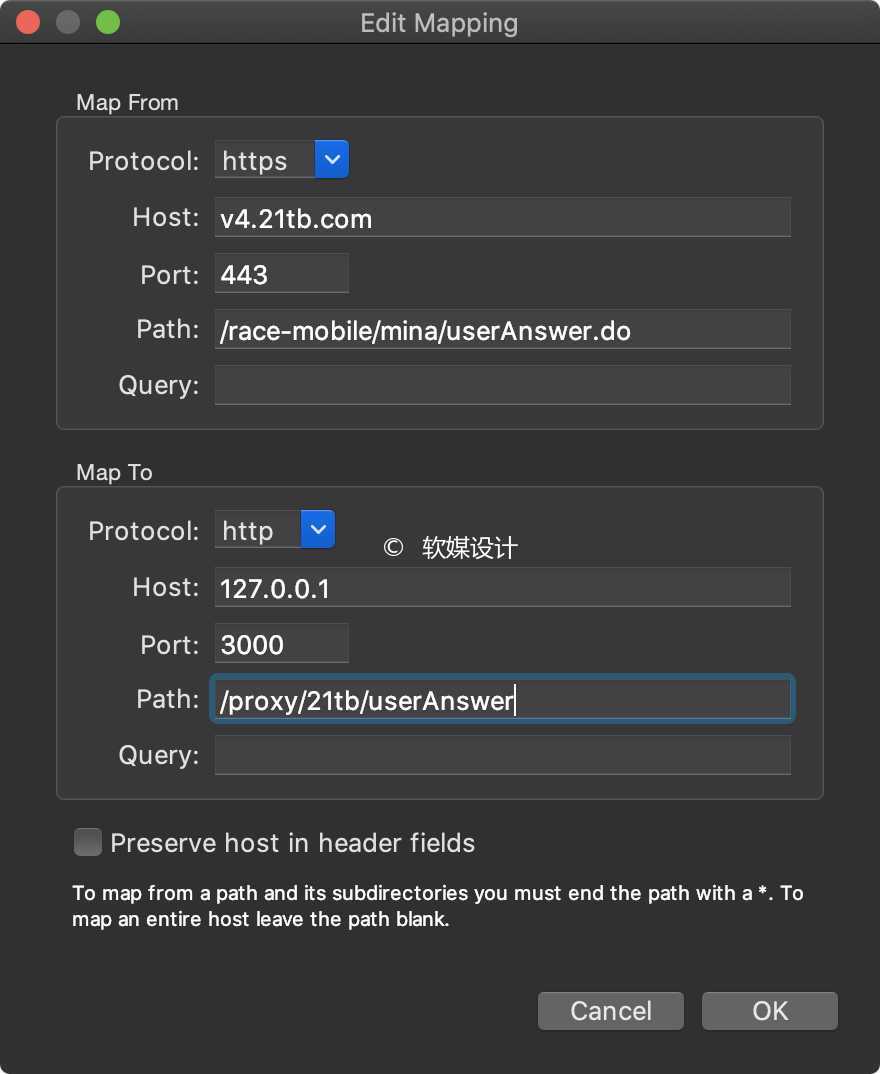 Edit Mapping
Map From
Protocol: https
Host: v4.21tb.com
Port: 443
Path: /race-mobile/mina/userAnswer.do
Query:
Map To
Protocol: http
© 软媒设计
Host: 127.0.0.1
Port: 3000
Path: /proxy/21tb/userAnswer
Query:
Preserve host in header fields
To map from a path and its subdirectories you must end the path with a *. To
map an entire host leave the path blank.
Cancel OK